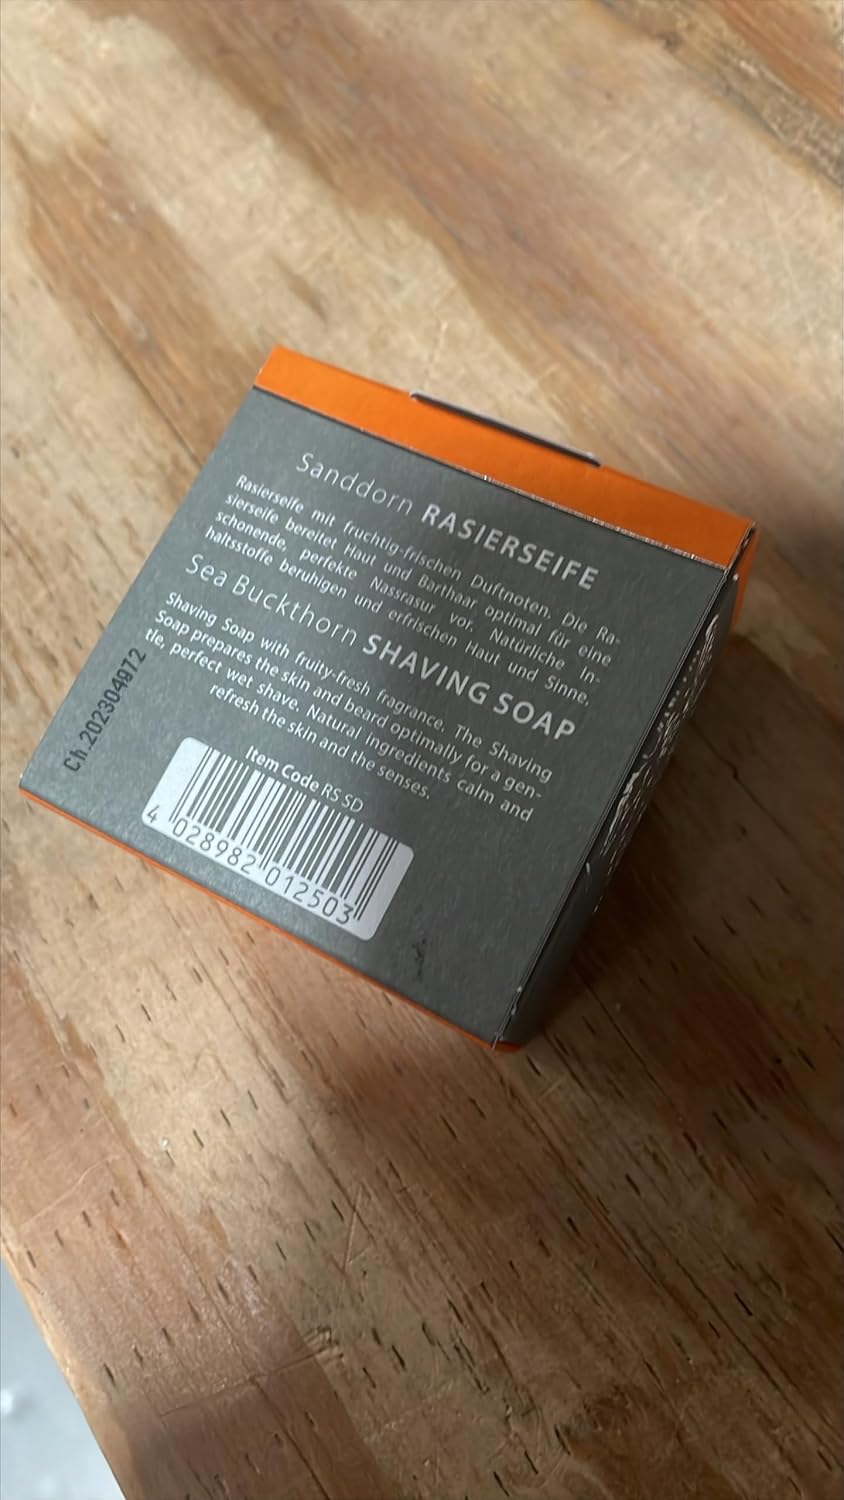 Sanddorn RASIERSEIFE
Rasierseife mit fruchtig-frischen Duftnoten. Die Ra-
sierseife bereitet Haut und Barthaar optimal für eine
schonende, perfekte Nassrasur vor. Natürliche In-
haltsstoffe beruhigen und erfrischen Haut und Sinne.
Sea Buckthorn SHAVING SOAP
Shaving Soap with fruity-fresh fragrance. The Shaving
Soap prepares the skin and beard optimally for a gen-
tle, perfect wet shave. Natural ingredients calm and
refresh the skin and the senses.
Ch.202304972
Item Code RS SD
4 028982 012503